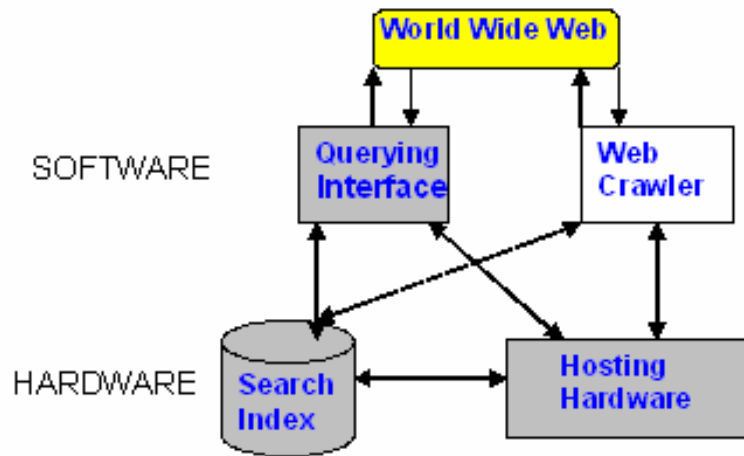 World Wide Web
SOFTWARE
Querying
Interface
Web
Crawler
HARDWARE
Search
Index
Hosting
Hardware